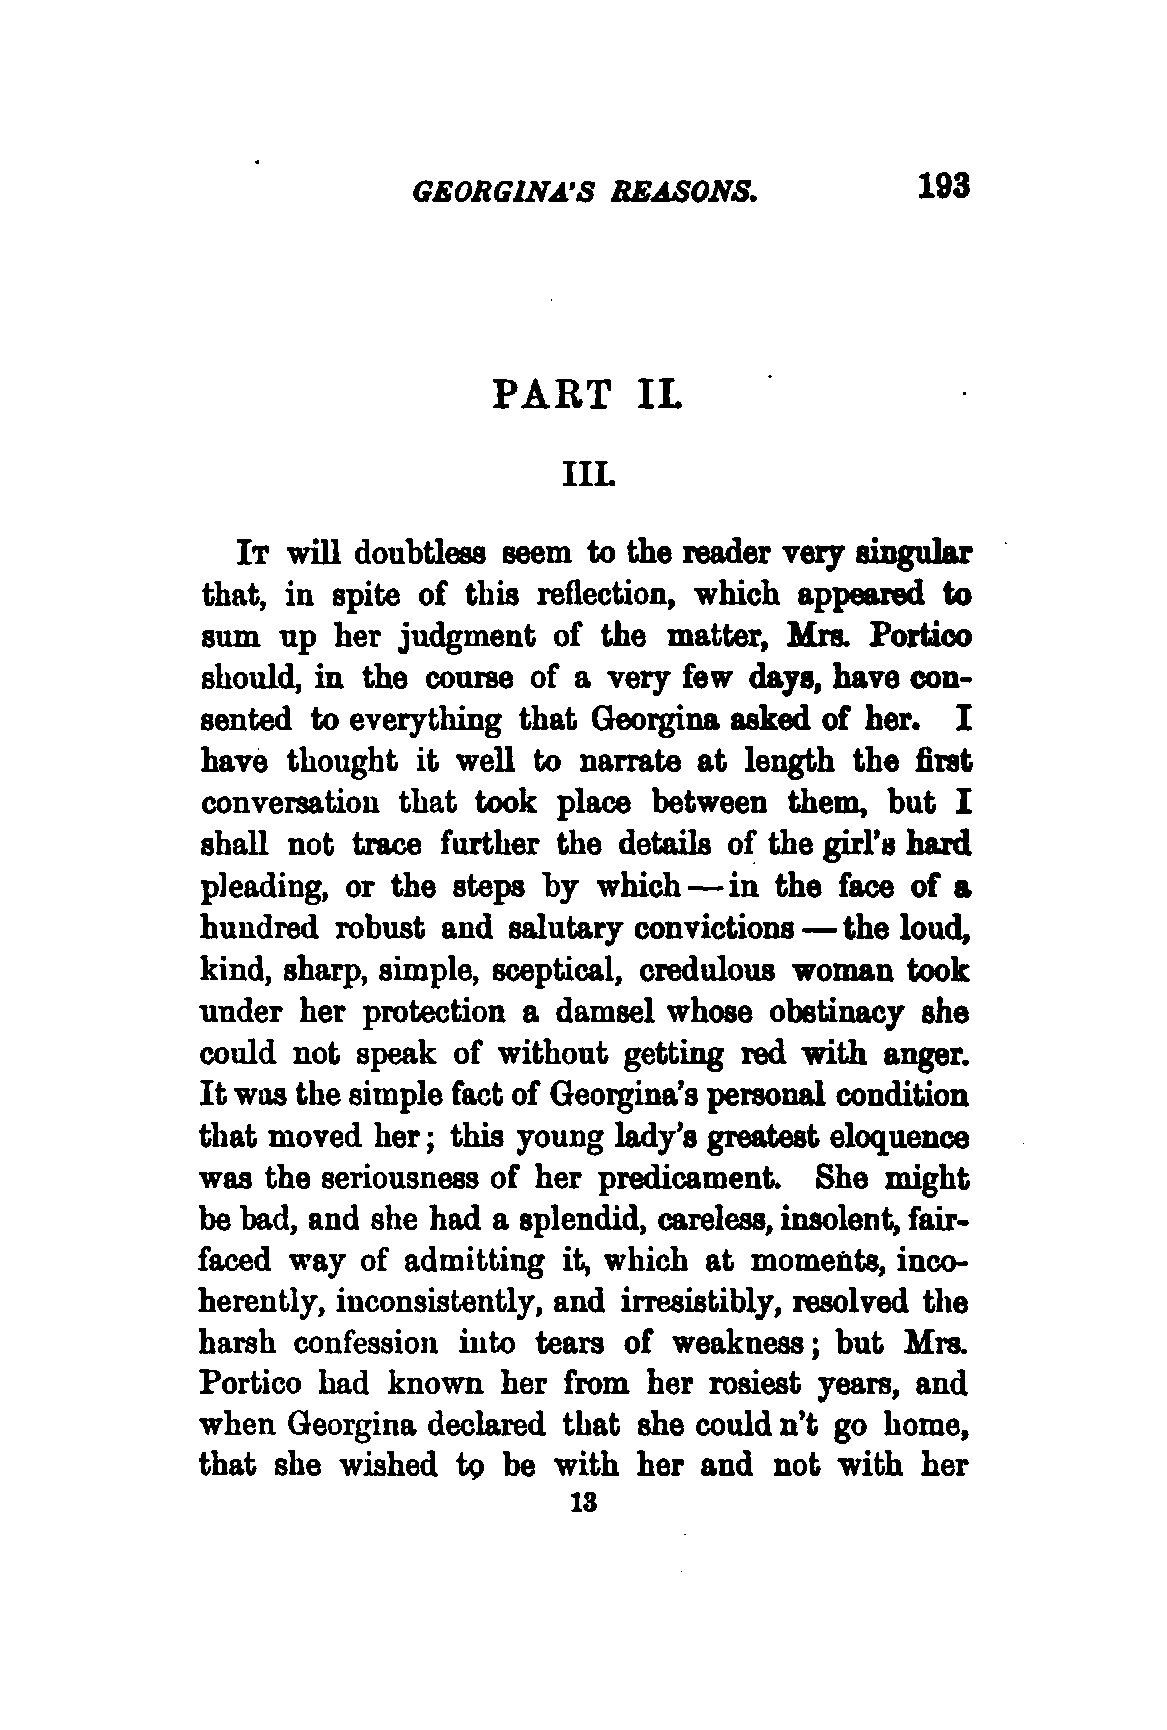 GEORGINA'S REASONS. 193
PART II.
III.
IT will doubtless seem to the reader very singular
that, in spite of this reflection, which appeared to
sum up her judgment of the matter, Mrs. Portico
should, in the course of a very few days, have con-
sented to everything that Georgina asked of her. I
have thought it well to narrate at length the first
conversation that took place between them, but I
shall not trace further the details of the girl's hard
pleading, or the steps by which — in the face of a
hundred robust and salutary convictions — the loud,
kind, sharp, simple, sceptical, credulous woman took
under her protection a damsel whose obstinacy she
could not speak of without getting red with anger.
It was the simple fact of Georgina's personal condition
that moved her; this young lady's greatest eloquence
was the seriousness of her predicament. She might
be bad, and she had a splendid, careless, insolent, fair-
faced way of admitting it, which at moments, inco-
herently, inconsistently, and irresistibly, resolved the
harsh confession into tears of weakness; but Mrs.
Portico had known her from her rosiest years, and
when Georgina declared that she could n't go home,
that she wished to be with her and not with her
13